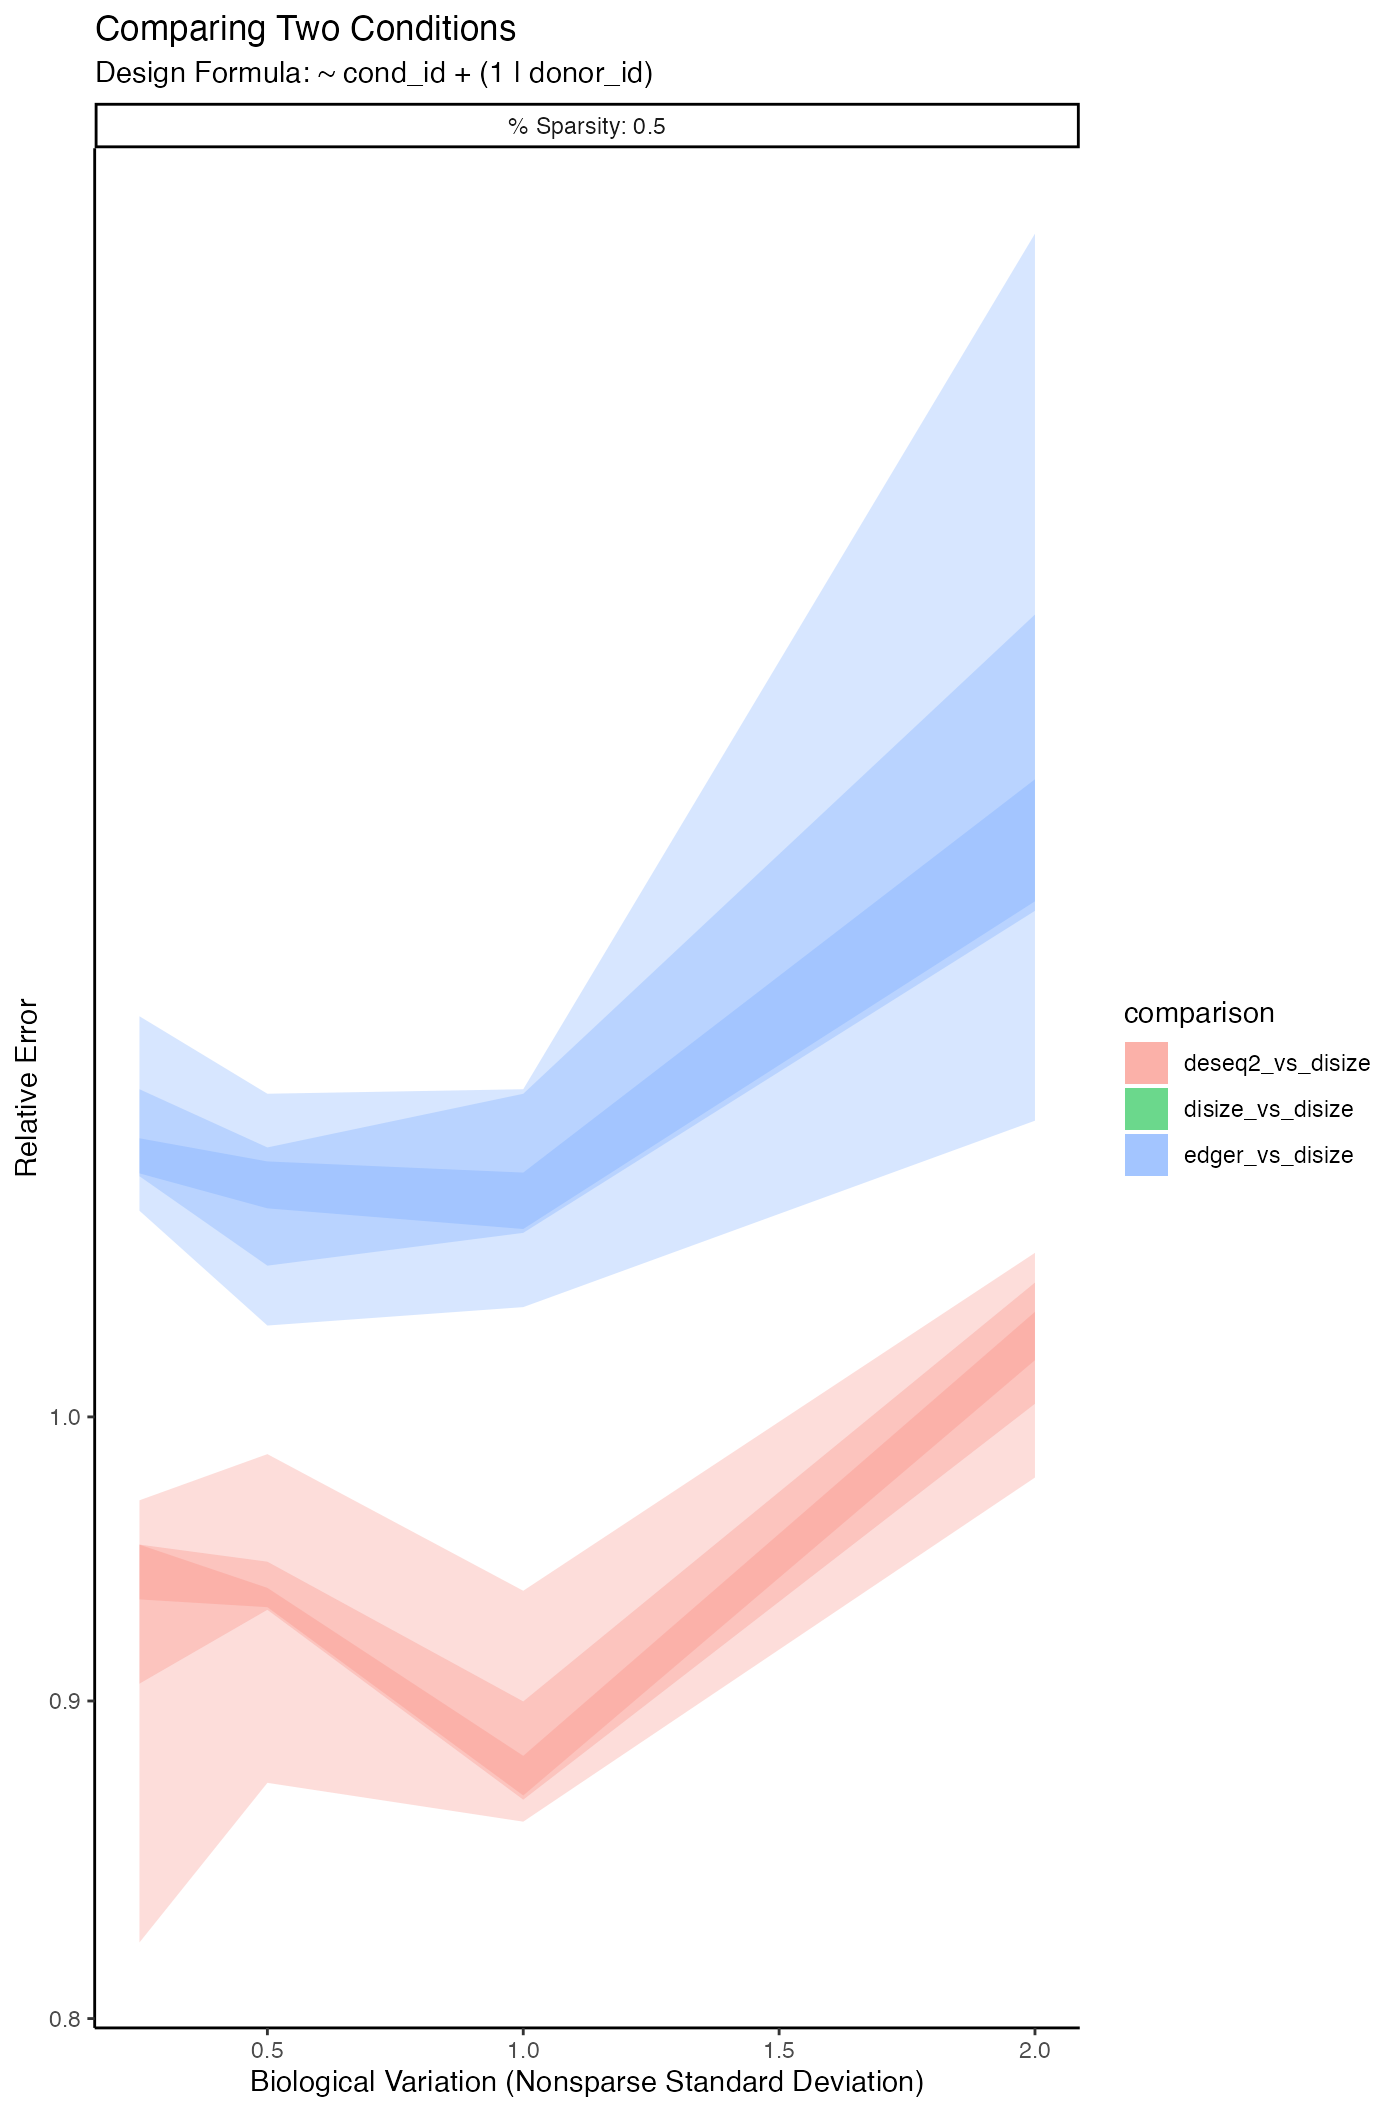 Comparing Two Conditions
Design Formula: ~ cond_id + (1 | donor_id)
% Sparsity: 0.5
Relative Error
1.0
0.9
0.8
0.5
1.0
1.5
2.0
Biological Variation (Nonsparse Standard Deviation)
comparison
deseq2_vs_disize
disize_vs_disize
edger_vs_disize